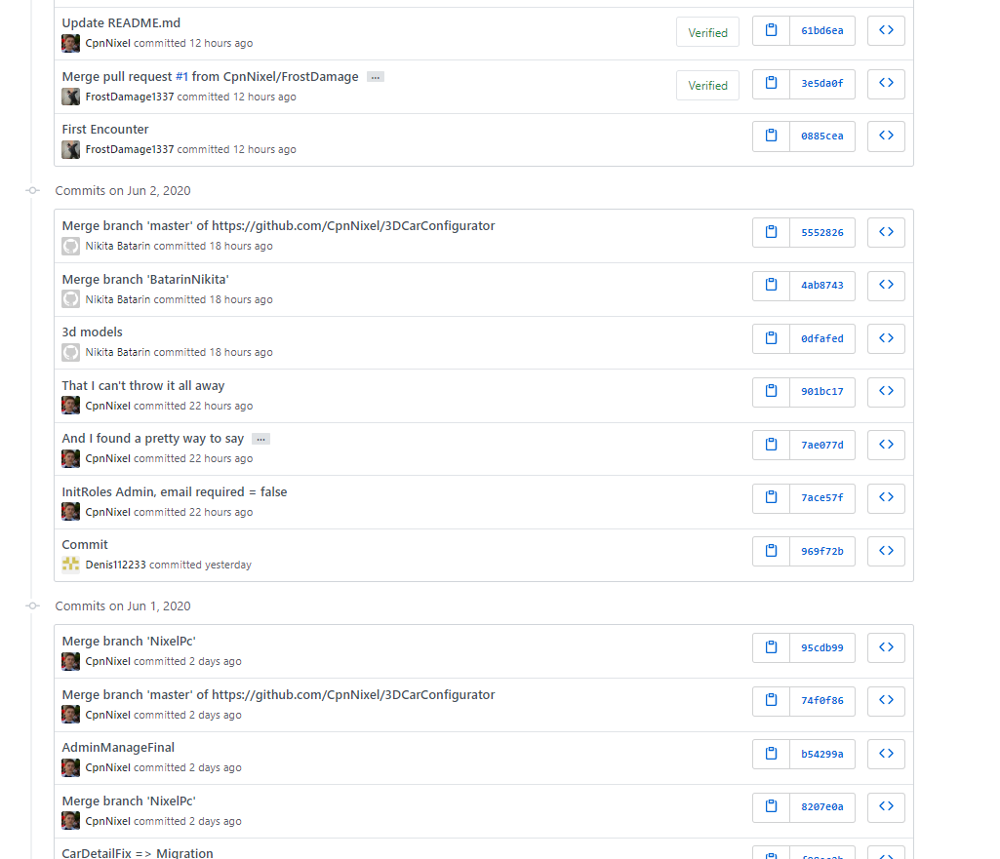 Update README.md
CpnNixel committed 12 hours ago
Verified
61bd6ea
Merge pull request #1 from CpnNixel/FrostDamage ...
FrostDamage1337 committed 12 hours ago
Verified
3e5da0f
First Encounter
FrostDamage1337 committed 12 hours ago
0885cea
Commits on Jun 2, 2020
Merge branch 'master' of https://github.com/CpnNixel/3DCarConfigurator
Nikita Batarin committed 18 hours ago
5552826
Merge branch 'BatarinNikita'
Nikita Batarin committed 18 hours ago
4ab8743
3d models
Nikita Batarin committed 18 hours ago
0dfafed
That I can't throw it all away
CpnNixel committed 22 hours ago
901bc17
And I found a pretty way to say ...
CpnNixel committed 22 hours ago
7ae077d
InitRoles Admin, email required = false
CpnNixel committed 22 hours ago
7ace57f
Commit
Denis112233 committed yesterday
969f72b
Commits on Jun 1, 2020
Merge branch 'NixelPc'
CpnNixel committed 2 days ago
95cdb99
Merge branch 'master' of https://github.com/CpnNixel/3DCarConfigurator
CpnNixel committed 2 days ago
74f0f86
AdminManageFinal
CpnNixel committed 2 days ago
b54299a
Merge branch 'NixelPc'
CpnNixel committed 2 days ago
8207e0a
CarDetailFix => Migration